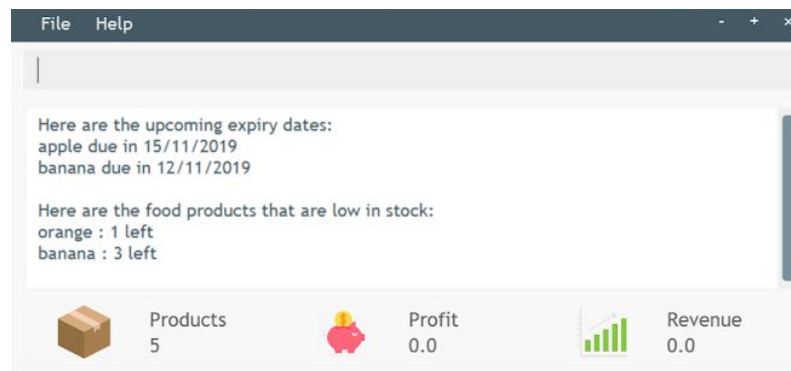 File Help - + ×
Here are the upcoming expiry dates:
apple due in 15/11/2019
banana due in 12/11/2019
Here are the food products that are low in stock:
orange : 1 left
banana : 3 left
Products Profit Revenue
5 0.0 0.0